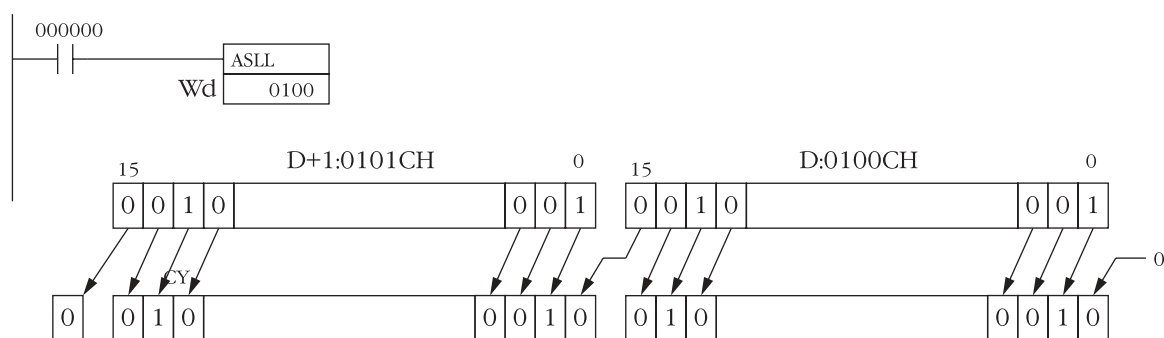 000000
ASLL
Wd 0100
D+1:0101CH D:0100CH
15 0 15 0
0 0 1 0 0 0 1 0 0 1 0 0 0 1
CY
0
0 0 1 0 0 0 1 0 0 1 0 0 0 1 0